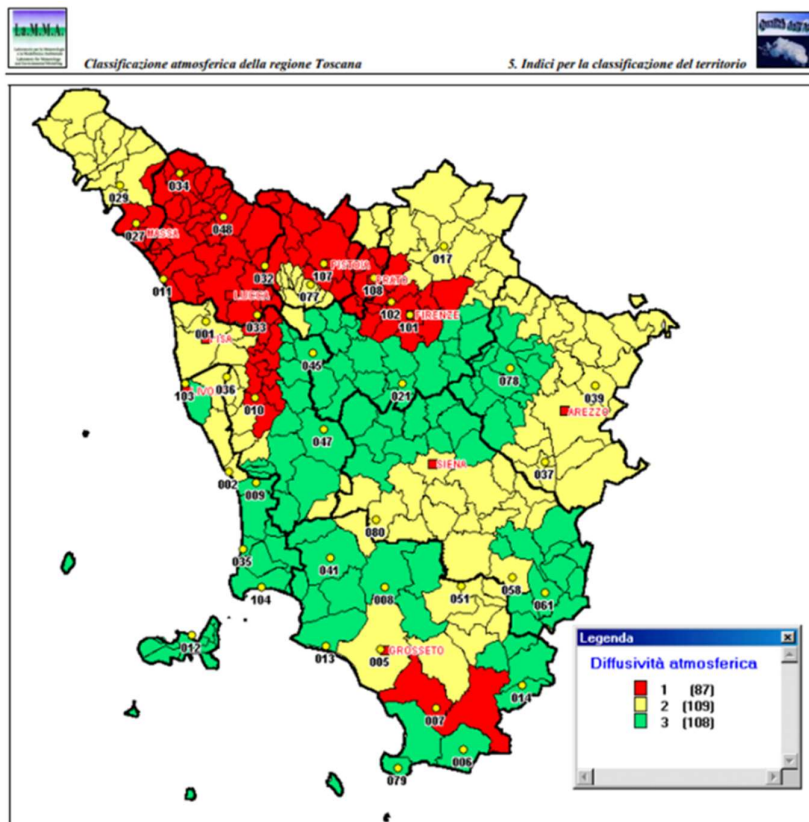 La.M.M.A.
Classificazione atmosferica della regione Toscana
5. Indici per la classificazione del territorio
034
029
027
MASSA
048
017
032
107
PISTOIA
011
108
PRATO
077
LUCCA
102
033
101
FIRENZE
001
PISA
045
078
036
021
039
103
LIVO
010
AREZZO
047
SIENA
037
002
009
080
035
041
058
051
104
008
061
012
013
005
GROSSETO
014
007
006
079
Legenda
Diffusività atmosferica
1 (87)
2 (109)
3 (108)